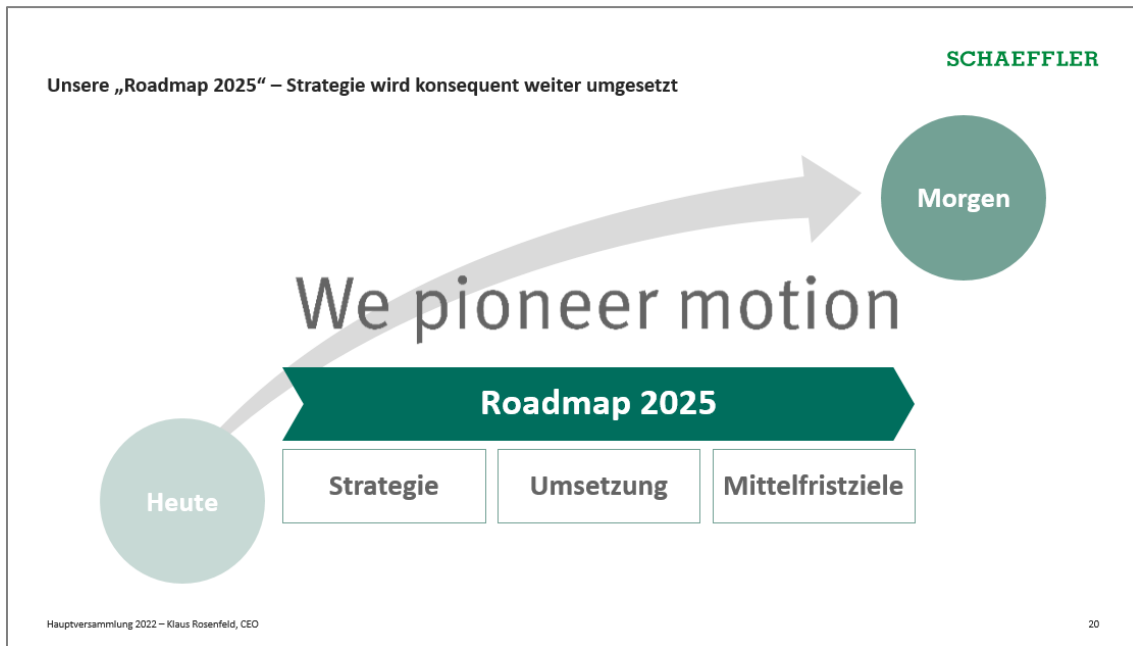 SCHAEFFLER
Unsere „Roadmap 2025“ – Strategie wird konsequent weiter umgesetzt
Morgen
We pioneer motion
Roadmap 2025
Heute
Strategie
Umsetzung
Mittelfristziele
Hauptversammlung 2022 – Klaus Rosenfeld, CEO
20